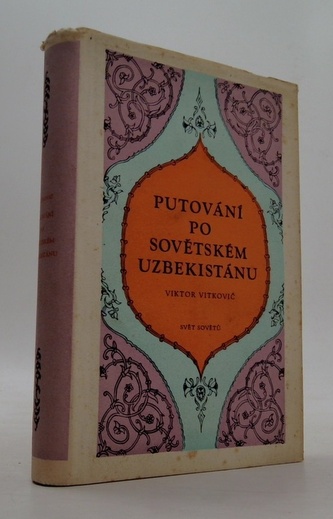 PUTOVÁNÍ
PO
SOVĚTSKÉM
UZBEKISTÁNU
VIKTOR VITKOVIČ
SVĚT SOVĚTŮ